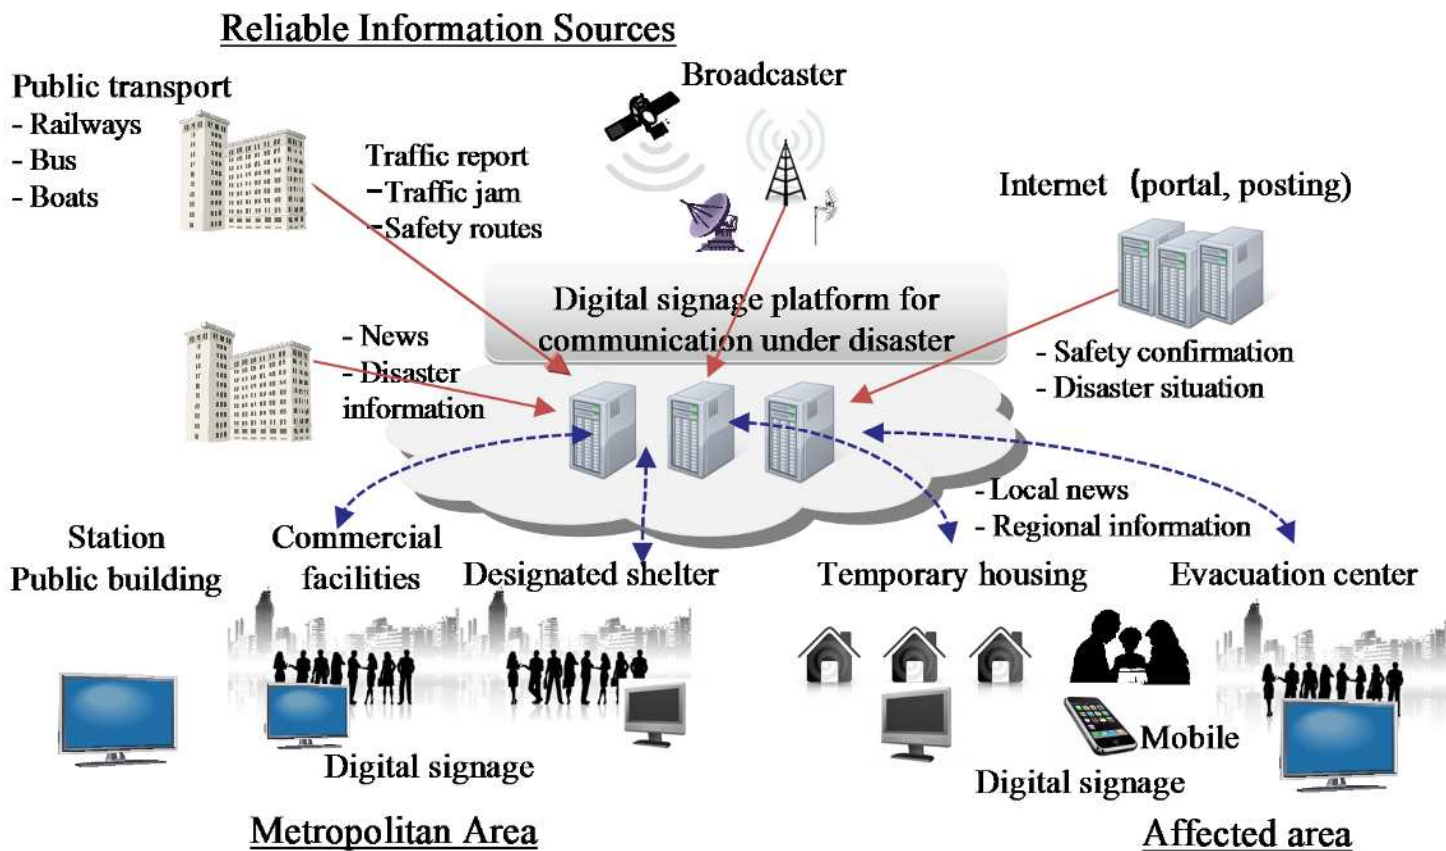 Reliable Information Sources
Public transport
- Railways
- Bus
- Boats
Traffic report
−Traffic jam
−Safety routes
Broadcaster
Internet (portal, posting)
Digital signage platform for
communication under disaster
- News
- Disaster
information
- Safety confirmation
- Disaster situation
- Local news
- Regional information
Station
Public building
Commercial
facilities
Designated shelter
Temporary housing
Evacuation center
Digital signage
Mobile
Digital signage
Metropolitan Area
Affected area